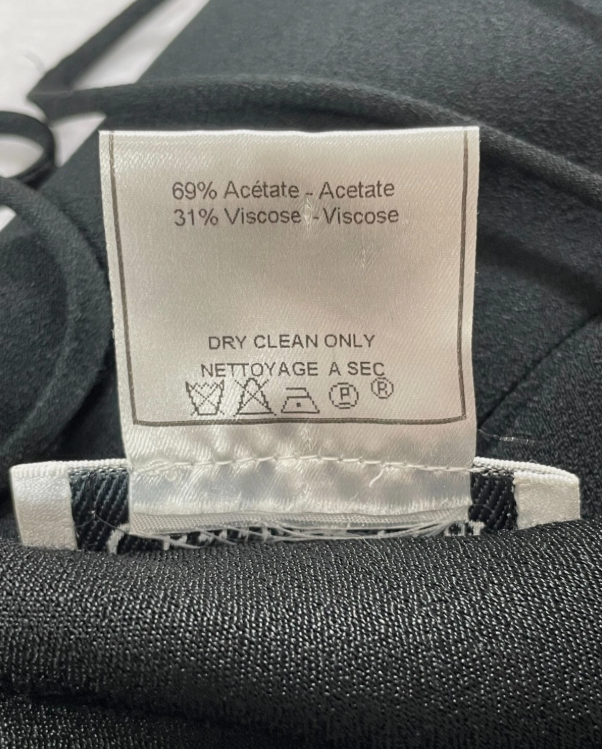 69% Acétate - Acetate
31% Viscose - Viscose
DRY CLEAN ONLY
NETTOYAGE A SEC
P ®